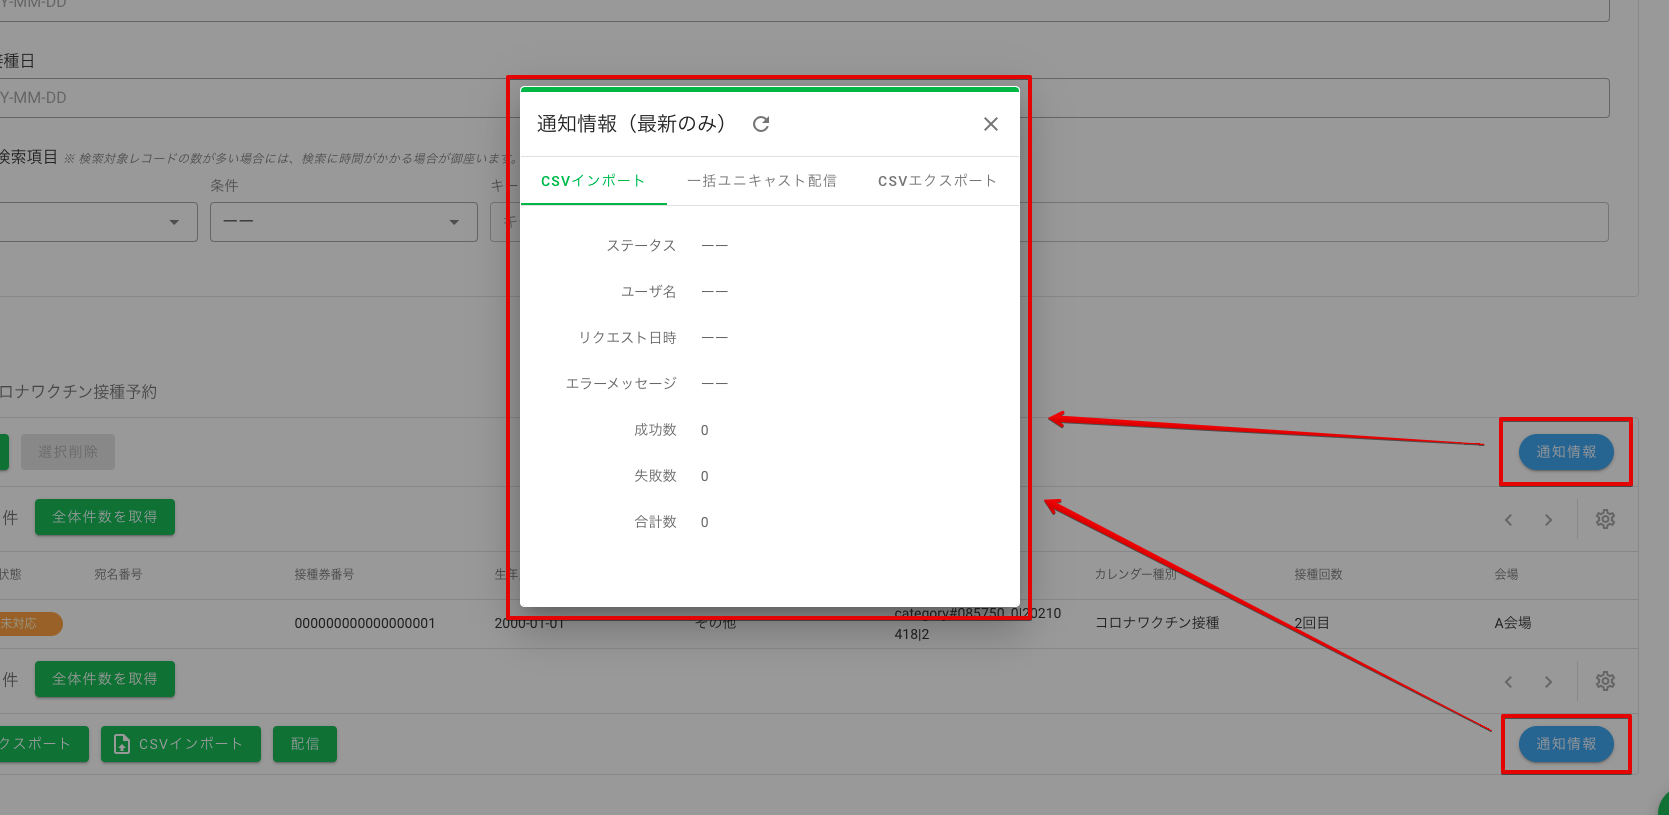 Y-MM-DD
接種日
Y-MM-DD
検索項目 ※ 検索対象レコードの数が多い場合には、検索に時間がかかる場合が御座います。
条件
キー
ーー
キ
通知情報（最新のみ）
CSVインポート
一括ユニキャスト配信
CSVエクスポート
ステータス ーー
ユーザ名 ーー
リクエスト日時 ーー
エラーメッセージ ーー
成功数 0
失敗数 0
合計数 0
ロナワクチン接種予約
選択削除
通知情報
件 全体件数を取得
状態 宛名番号 接種券番号 生年 カレンダー種別 接種回数 会場
未対応 000000000000000001 2000-01-01 その他 category#085750_0|20210 コロナワクチン接種 2回目 A会場
418|2
件 全体件数を取得
クスポート CSVインポート 配信 通知情報